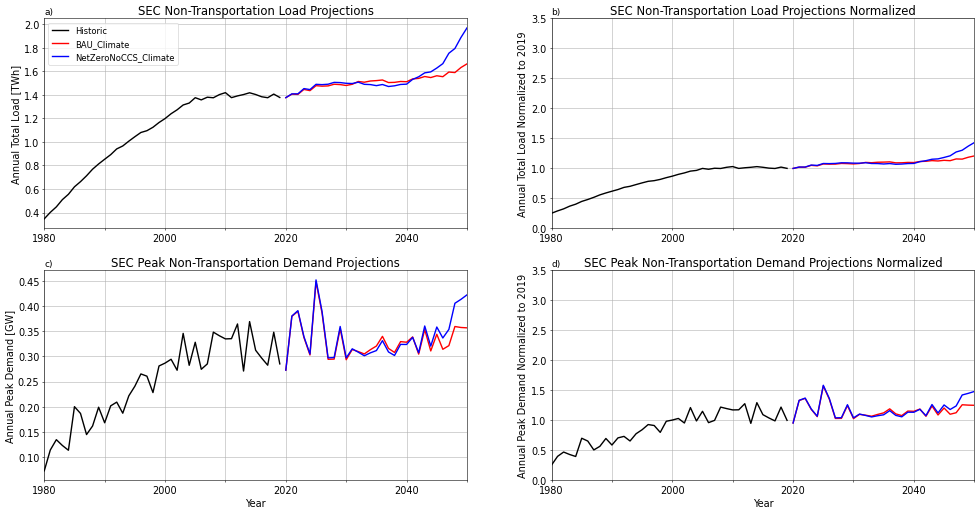 a) SEC Non-Transportation Load Projections
Annual Total Load [TWh]
2.0
1.8
1.6
1.4
1.2
1.0
0.8
0.6
0.4
Historic
BAU_Climate
NetZeroNoCCS_Climate
1980 2000 2020 2040
b) SEC Non-Transportation Load Projections Normalized
Annual Total Load Normalized to 2019
3.5
3.0
2.5
2.0
1.5
1.0
0.5
0.0
1980 2000 2020 2040
c) SEC Peak Non-Transportation Demand Projections
Annual Peak Demand [GW]
0.45
0.40
0.35
0.30
0.25
0.20
0.15
0.10
1980 2000 2020 2040
Year
d) SEC Peak Non-Transportation Demand Projections Normalized
Annual Peak Demand Normalized to 2019
3.5
3.0
2.5
2.0
1.5
1.0
0.5
0.0
1980 2000 2020 2040
Year